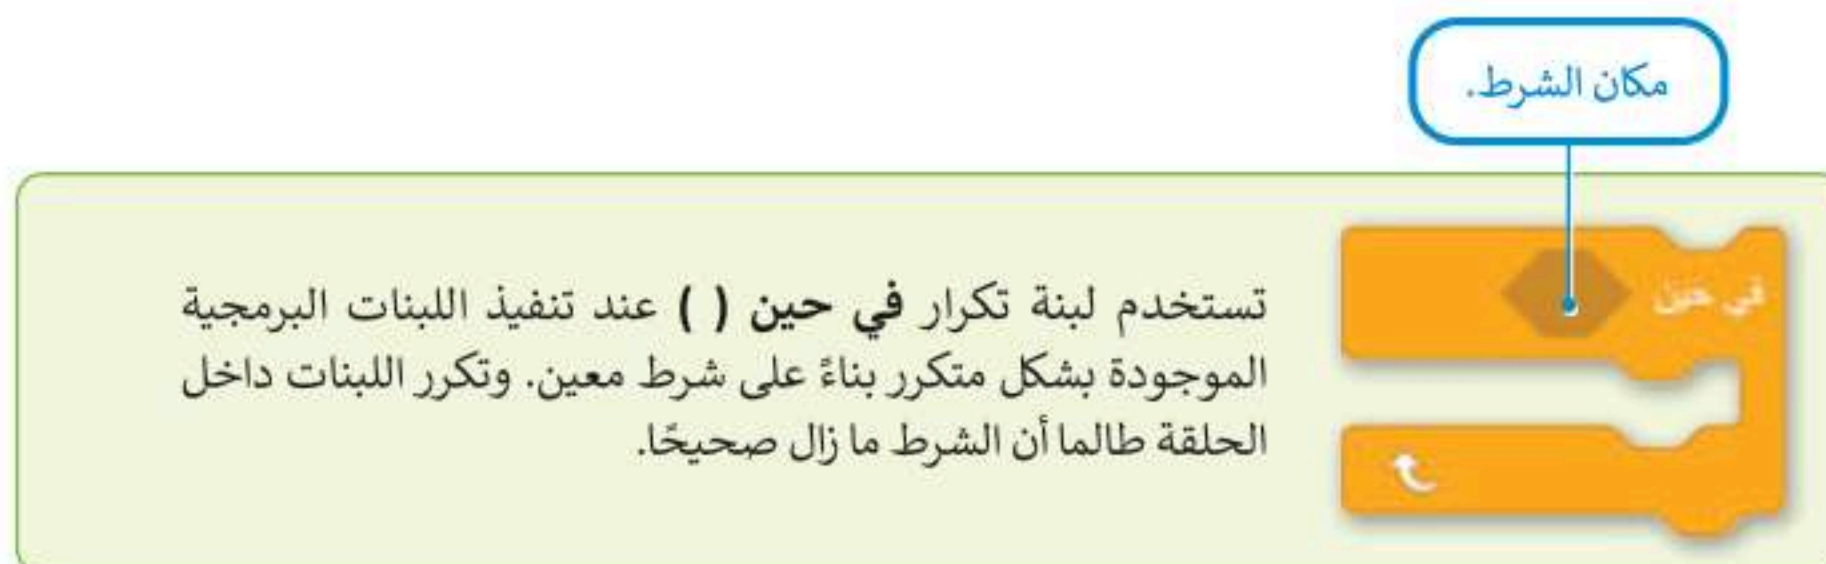 مكان الشرط.
في حين
تستخدم لبنة تكرار في حين ( ) عند تنفيذ اللبنات البرمجية
الموجودة بشكل متكرر بناءً على شرط معين. وتكرر اللبنات داخل
الحلقة طالما أن الشرط ما زال صحيحًا.